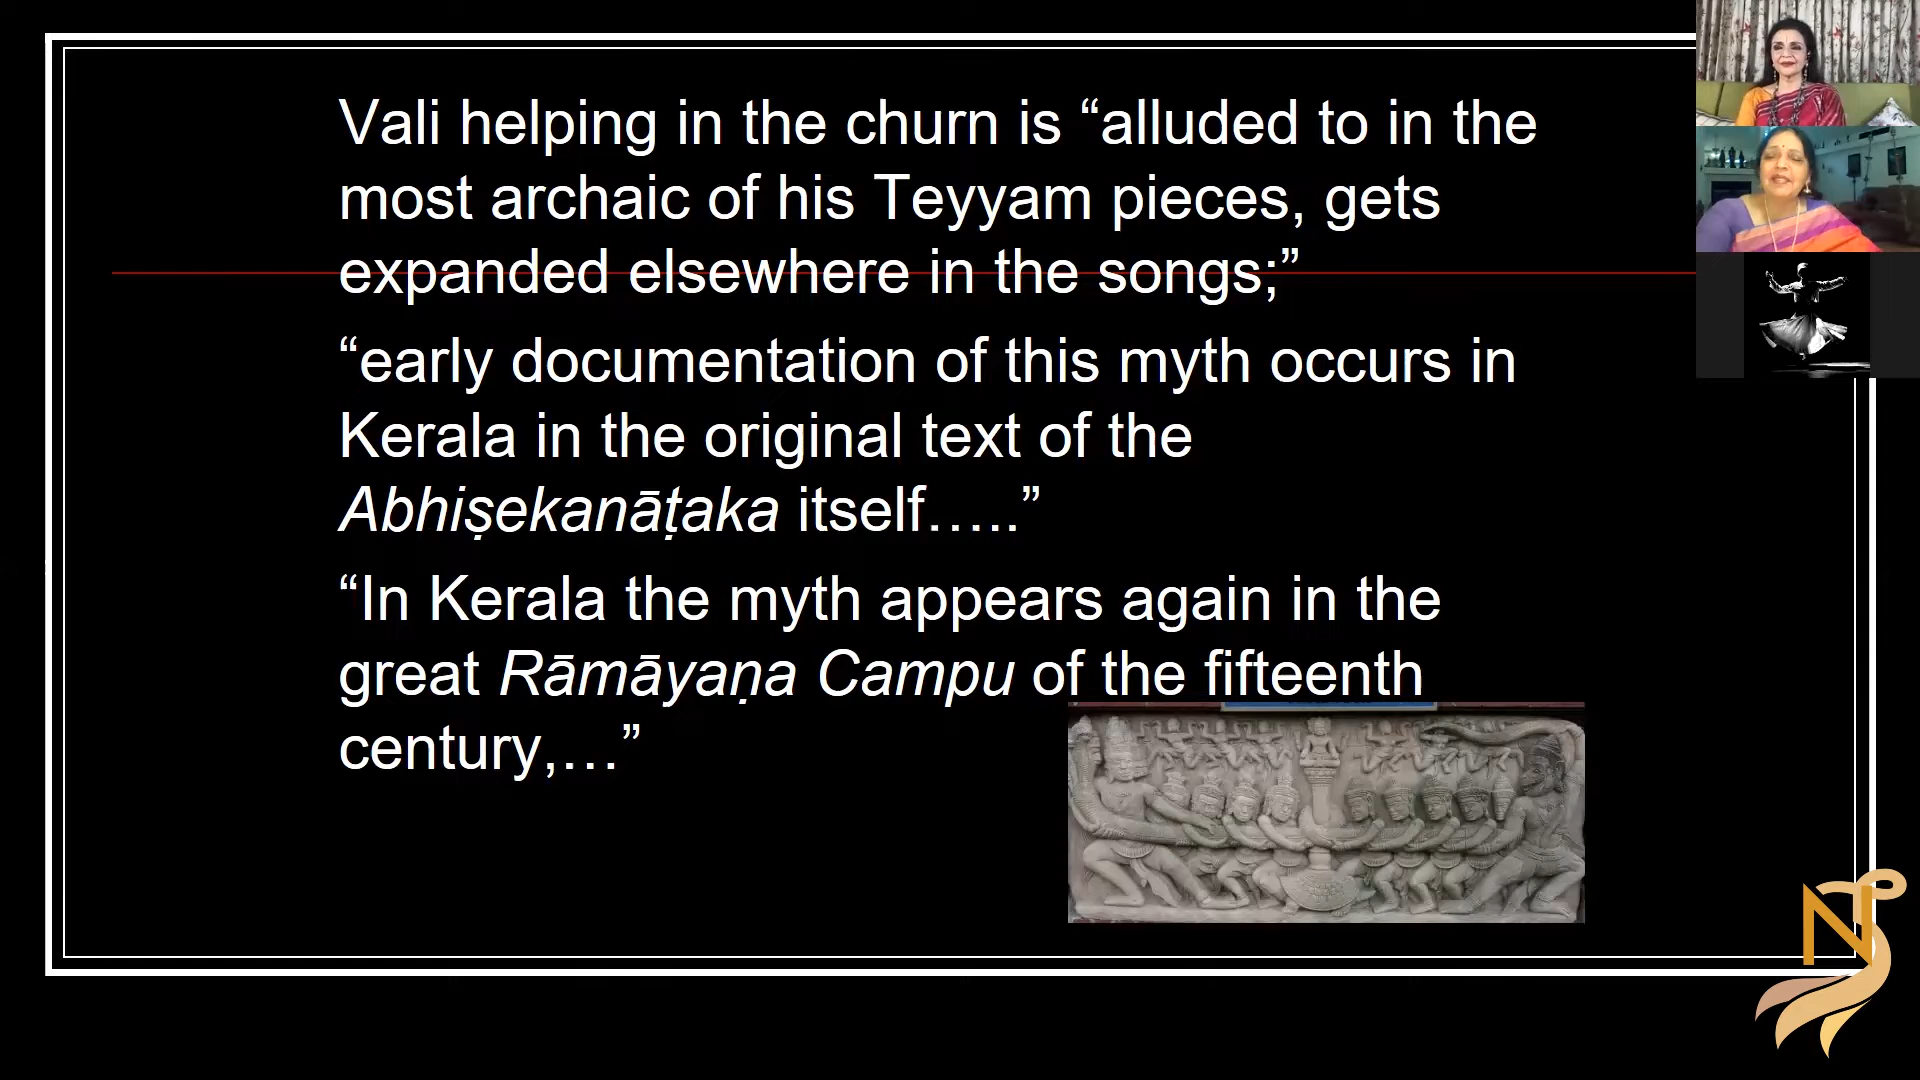 Vali helping in the churn is “alluded to in the
most archaic of his Teyyam pieces, gets
expanded elsewhere in the songs;”
“early documentation of this myth occurs in
Kerala in the original text of the
Abhiṣekanāṭaka itself…..”
“In Kerala the myth appears again in the
great Rāmāyaṇa Campu of the fifteenth
century,…”
N